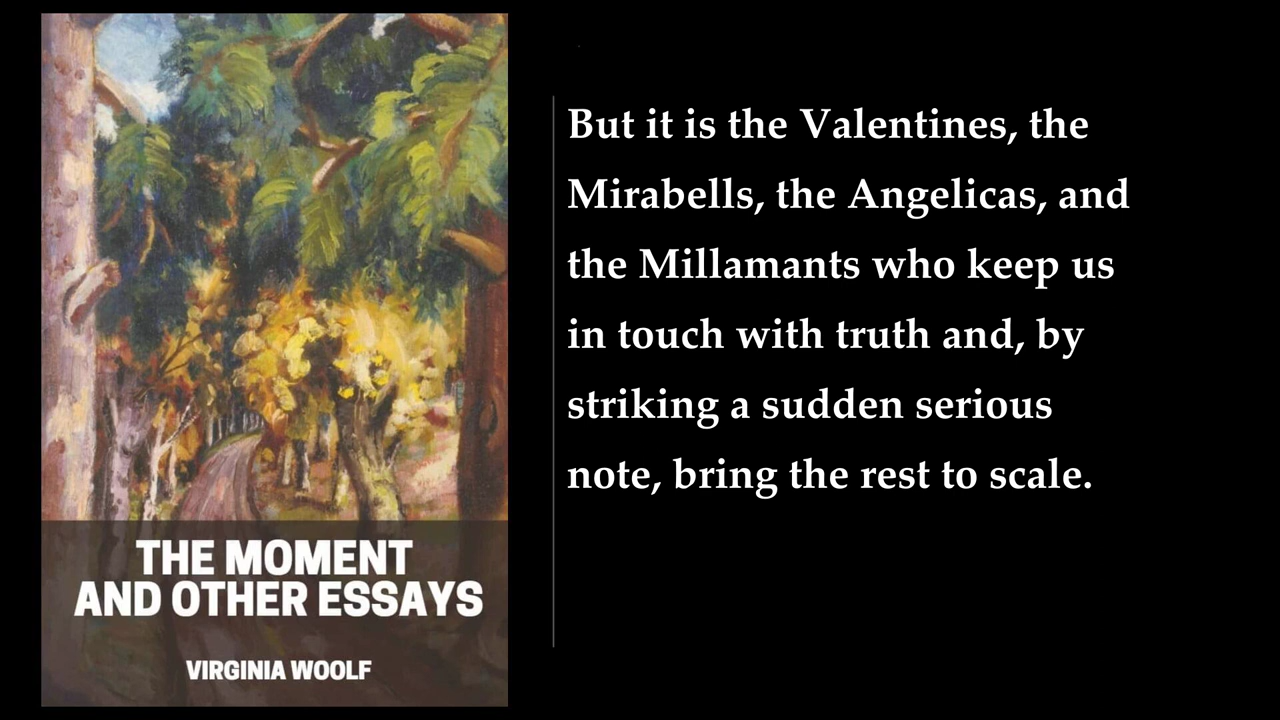 THE MOMENT
AND OTHER ESSAYS
VIRGINIA WOOLF
But it is the Valentines, the
Mirabells, the Angelicas, and
the Millamants who keep us
in touch with truth and, by
striking a sudden serious
note, bring the rest to scale.